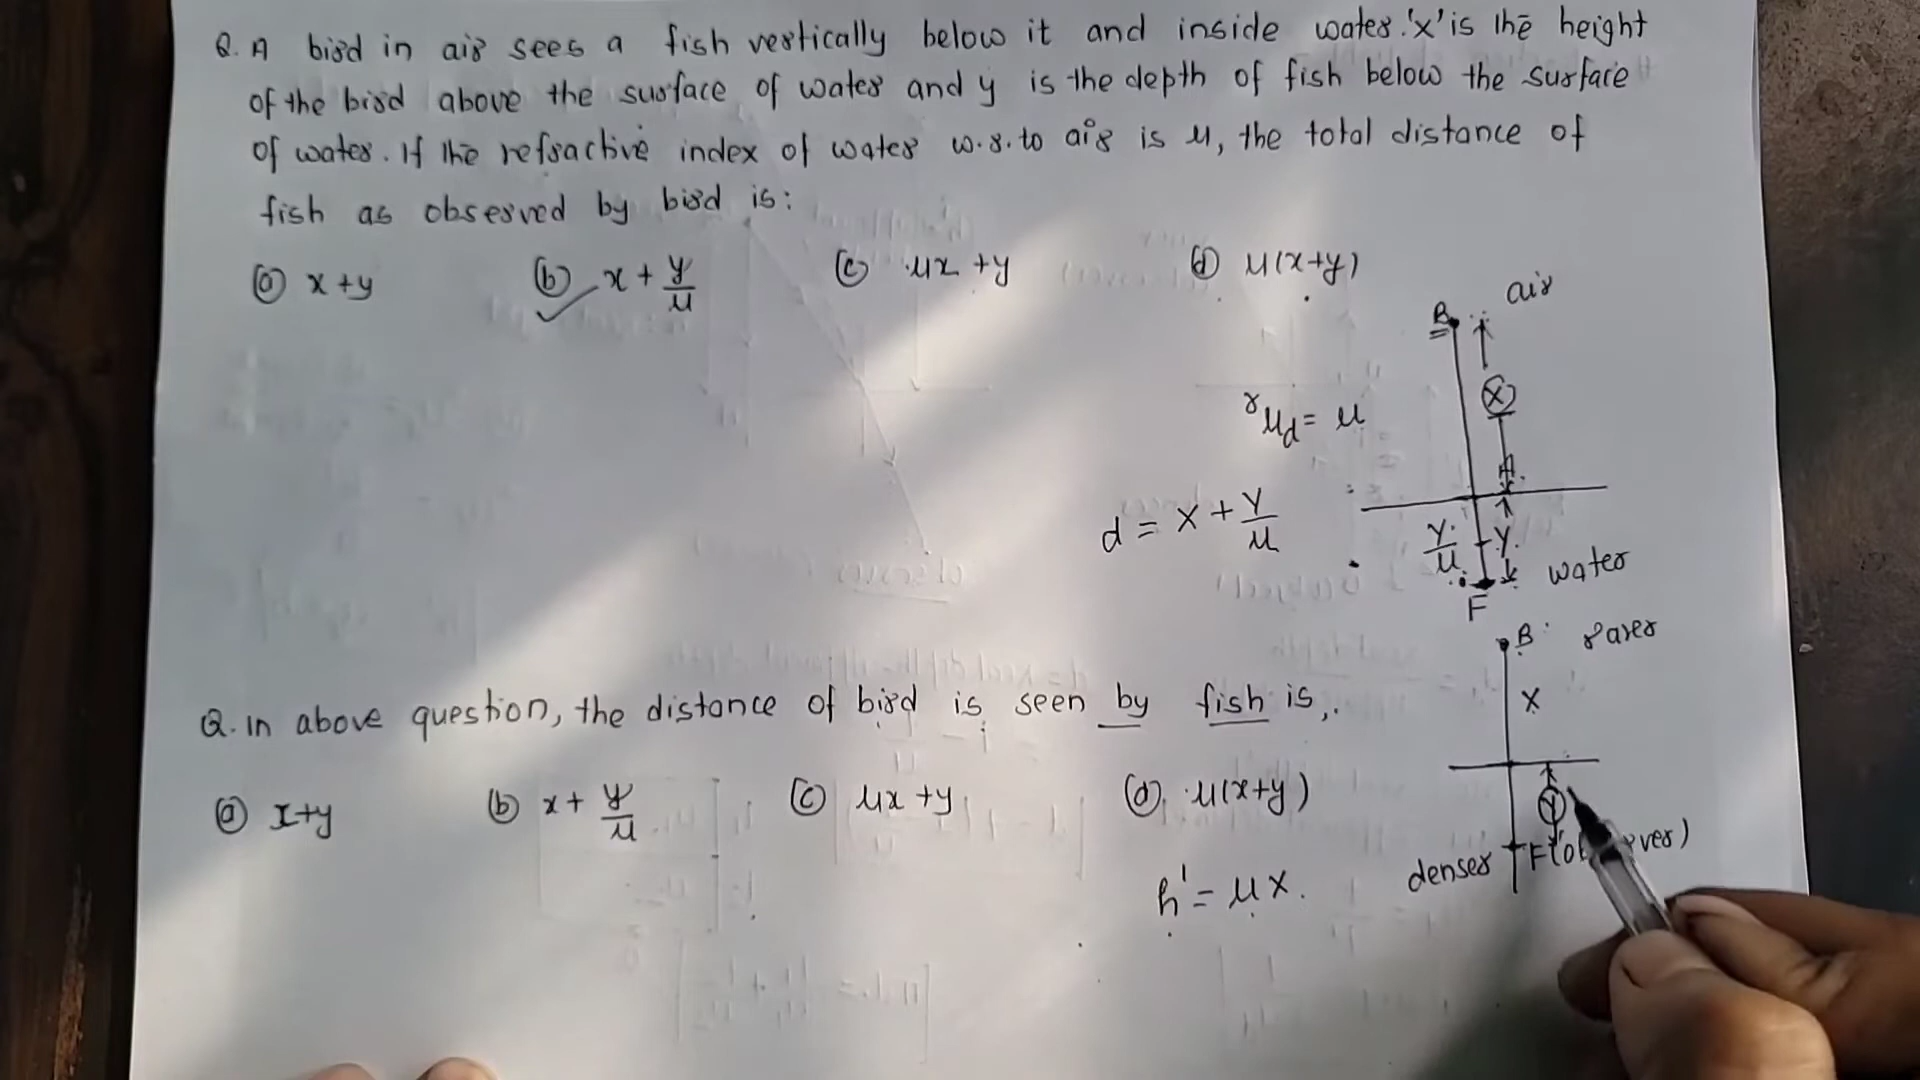 Q. A bird in air sees a fish vertically below it and inside water. 'x' is the height
of the bird above the surface of water and y is the depth of fish below the surface
of water. If the refractive index of water w.r.to air is μ, the total distance of
fish as observed by bird is:
(a) x+y (b) x + y/μ (c) μx + y (d) μ(x+y)
B air
x
ʳμd = μ
d = x + y/μ
y/μ y
water
F
B rarer
x
Q. In above question, the distance of bird is seen by fish is,
(a) x+y (b) x + y/μ (c) μx + y (d) μ(x+y)
y
denser F
h' = μx.